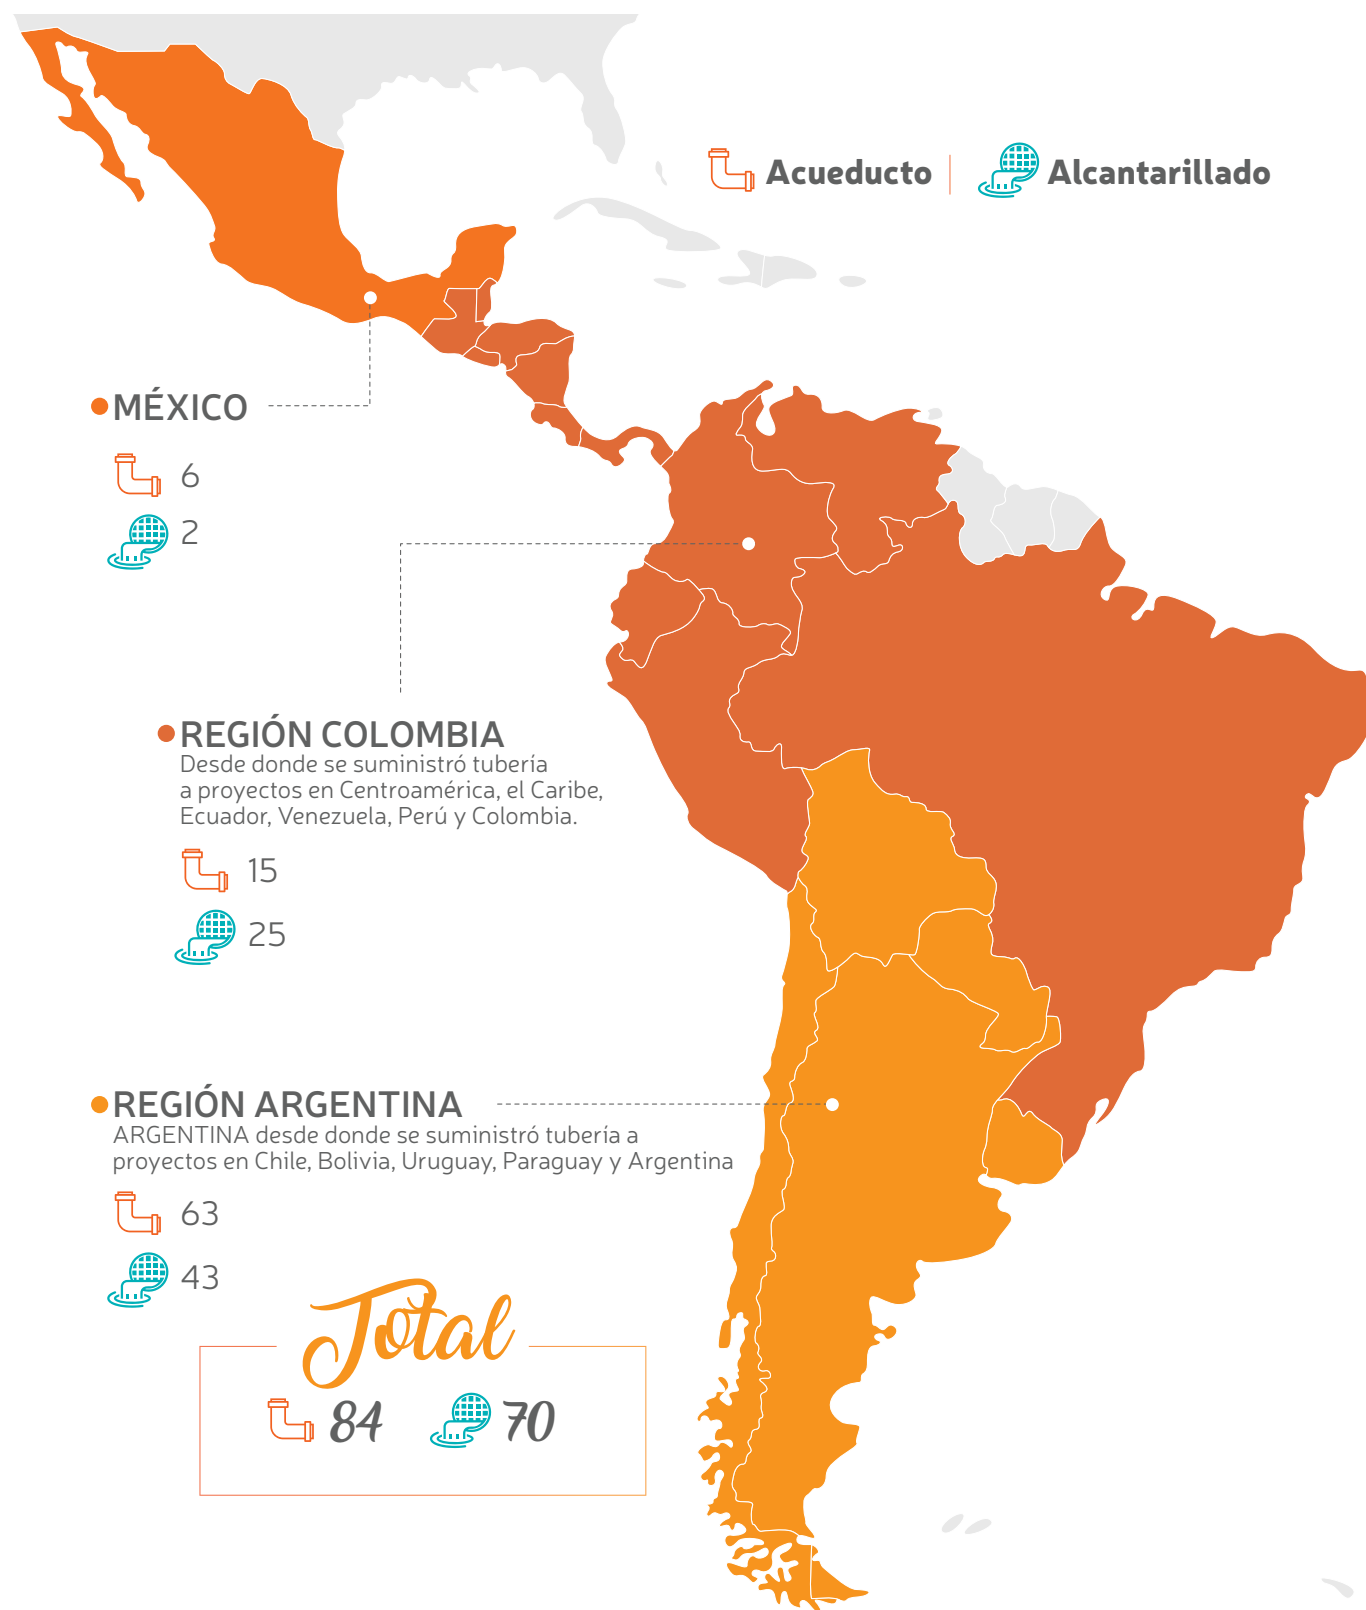 Acueducto
Alcantarillado
MÉXICO
6
2
REGIÓN COLOMBIA
Desde donde se suministró tubería
a proyectos en Centroamérica, el Caribe,
Ecuador, Venezuela, Perú y Colombia.
15
25
REGIÓN ARGENTINA
ARGENTINA desde donde se suministró tubería a
proyectos en Chile, Bolivia, Uruguay, Paraguay y Argentina
63
43
Total
84
70